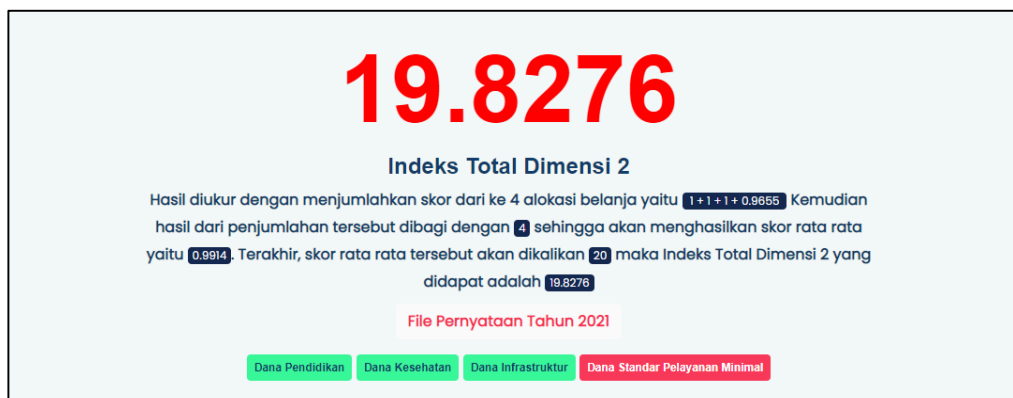 19.8276
Indeks Total Dimensi 2
Hasil diukur dengan menjumlahkan skor dari ke 4 alokasi belanja yaitu 1 + 1 + 1 + 0.9655 Kemudian
hasil dari penjumlahan tersebut dibagi dengan 4 sehingga akan menghasilkan skor rata rata
yaitu 0.9914. Terakhir, skor rata rata tersebut akan dikalikan 20 maka Indeks Total Dimensi 2 yang
didapat adalah 19.8276
File Pernyataan Tahun 2021
Dana Pendidikan Dana Kesehatan Dana Infrastruktur Dana Standar Pelayanan Minimal